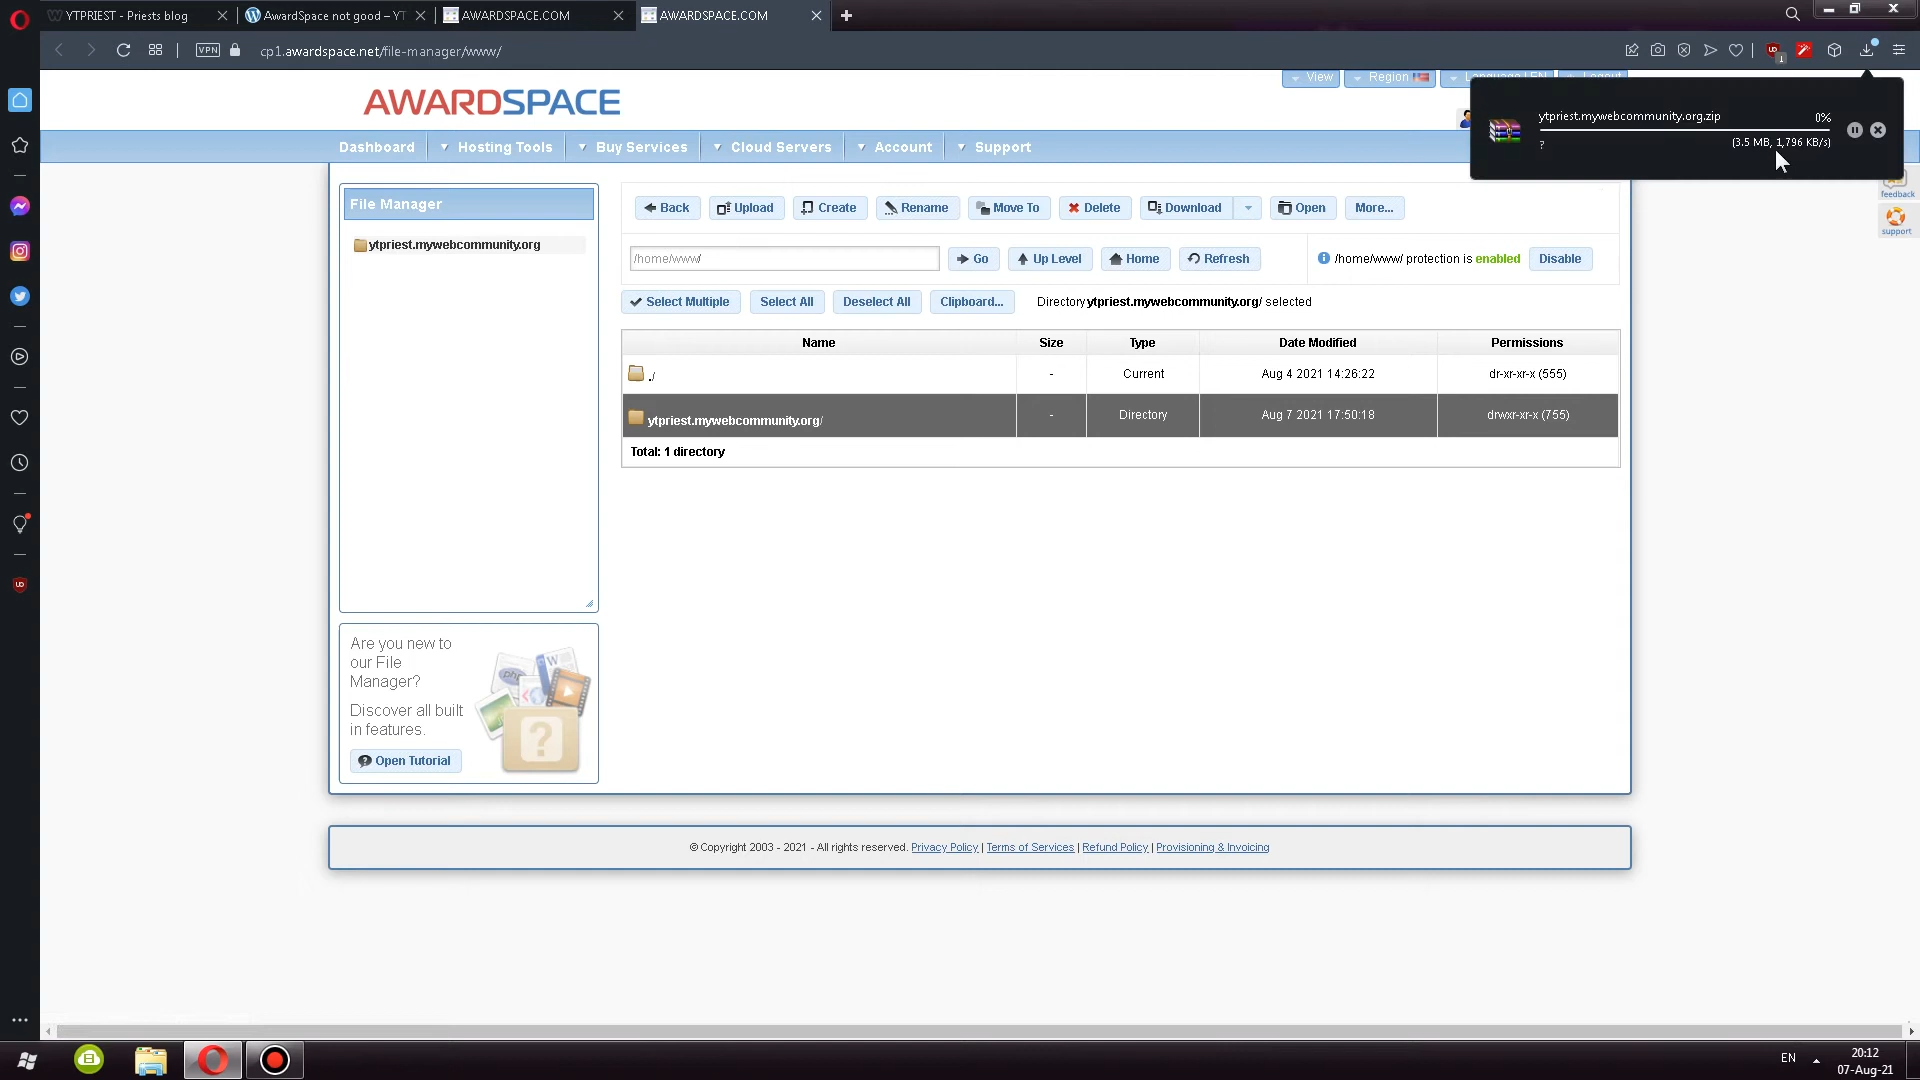 YTPRIEST - Priests blog
AwardSpace not good – YT
AWARDSPACE.COM
AWARDSPACE.COM
VPN
cp1.awardspace.net/file-manager/www/
1
View
Region
Language | EN
Logout
AWARDSPACE
ytpriest.mywebcommunity.org.zip
0%
?
(3.5 MB, 1,796 KB/s)
Dashboard
Hosting Tools
Buy Services
Cloud Servers
Account
Support
feedback
support
File Manager
ytpriest.mywebcommunity.org
Back
Upload
Create
Rename
Move To
Delete
Download
Open
More...
/home/www/
Go
Up Level
Home
Refresh
/home/www/ protection is enabled
Disable
Select Multiple
Select All
Deselect All
Clipboard...
Directory ytpriest.mywebcommunity.org/ selected
Name
Size
Type
Date Modified
Permissions
./
-
Current
Aug 4 2021 14:26:22
dr-xr-xr-x (555)
ytpriest.mywebcommunity.org/
-
Directory
Aug 7 2021 17:50:18
drwxr-xr-x (755)
Total: 1 directory
Are you new to
our File
Manager?
Discover all built
in features.
Open Tutorial
php
W
?
© Copyright 2003 - 2021 - All rights reserved. Privacy Policy | Terms of Services | Refund Policy | Provisioning & Invoicing
EN
20:12
07-Aug-21